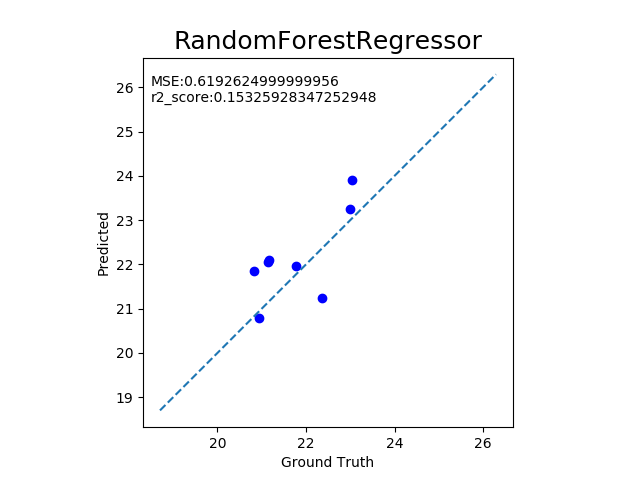 RandomForestRegressor
MSE:0.6192624999999956
r2_score:0.15325928347252948
26
25
24
23
22
21
20
19
Predicted
20
22
24
26
Ground Truth